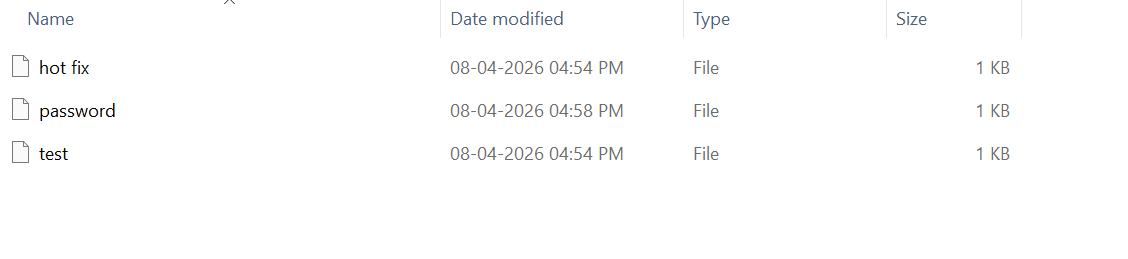 Name Date modified Type Size
hot fix 08-04-2026 04:54 PM File 1 KB
password 08-04-2026 04:58 PM File 1 KB
test 08-04-2026 04:54 PM File 1 KB